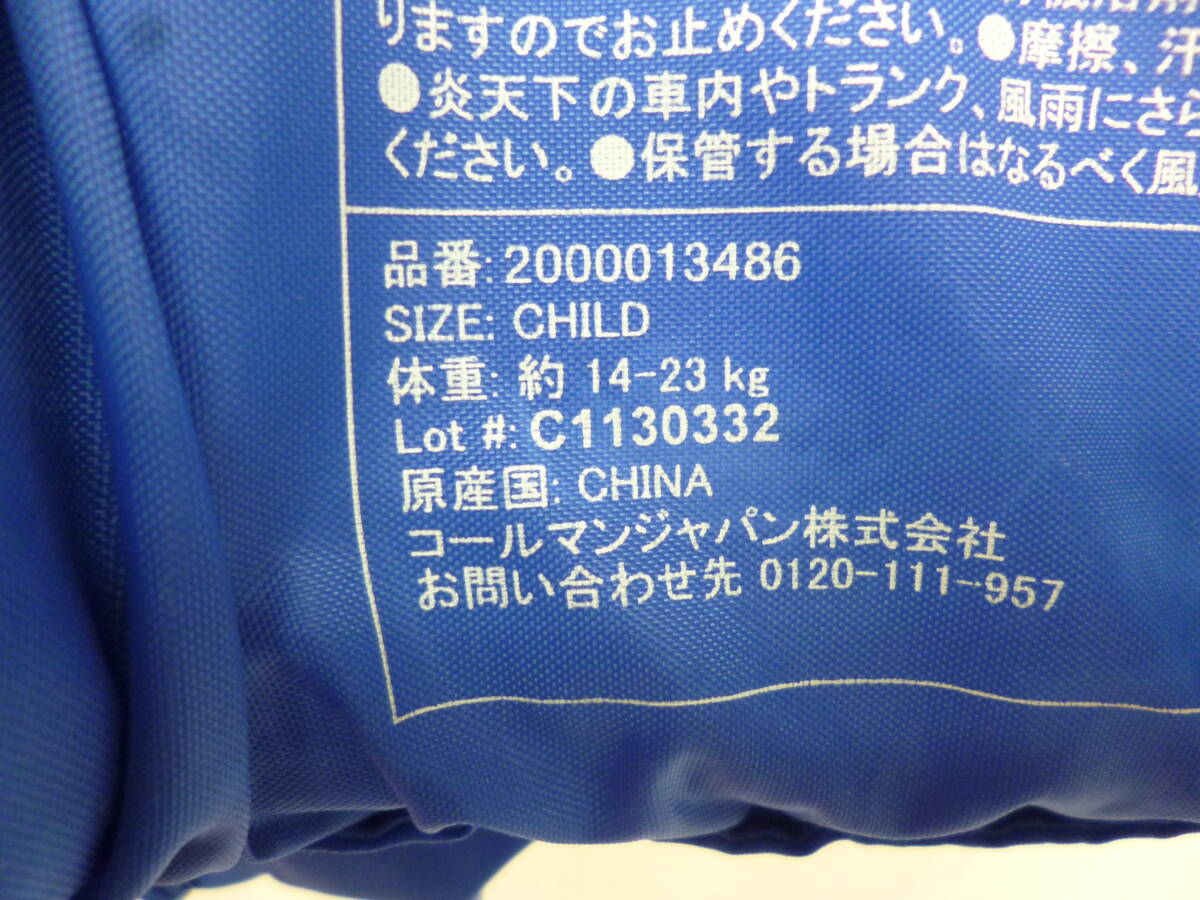 りますのでお止めください。●摩擦、汗
●炎天下の車内やトランク、風雨にさら
ください。●保管する場合はなるべく風
品番: 2000013486
SIZE: CHILD
体重: 約 14-23 kg
Lot #: C1130332
原産国: CHINA
コールマンジャパン株式会社
お問い合わせ先 0120-111-957